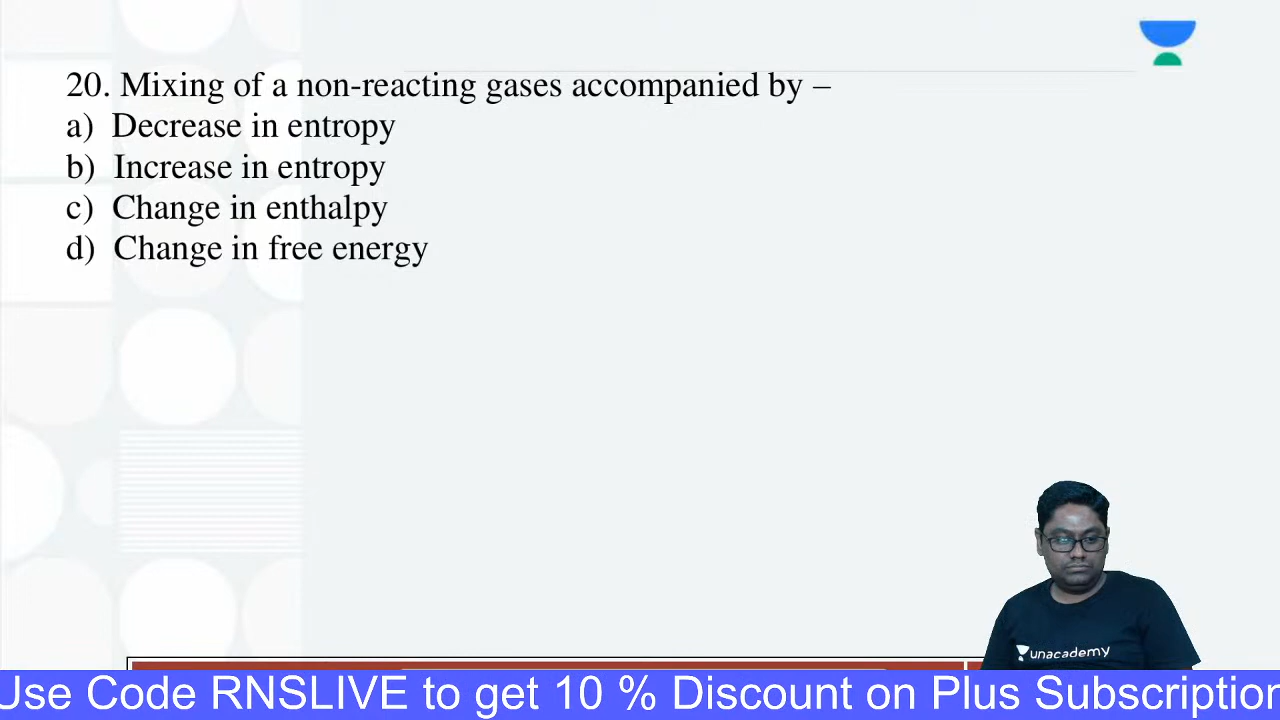 20. Mixing of a non-reacting gases accompanied by –
a) Decrease in entropy
b) Increase in entropy
c) Change in enthalpy
d) Change in free energy
unacademy
Use Code RNSLIVE to get 10 % Discount on Plus Subscription